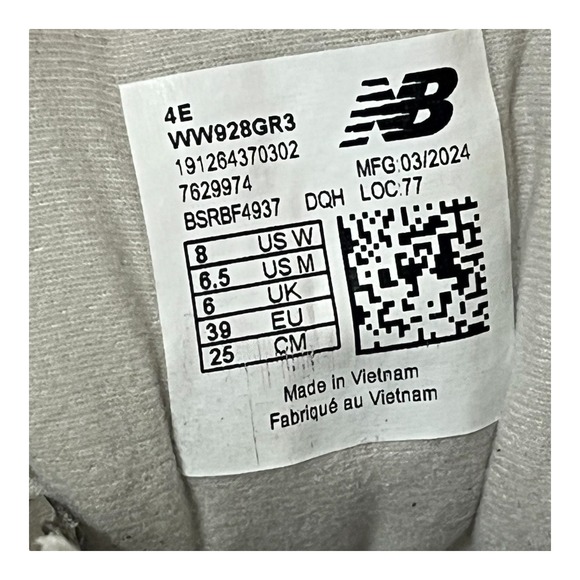 4E
WW928GR3
191264370302
7629974
BSRBF4937 DQH
NB
MFG:03/2024
LOC:77
8 US W
6.5 US M
6 UK
39 EU
25 CM
Made in Vietnam
Fabriqué au Vietnam